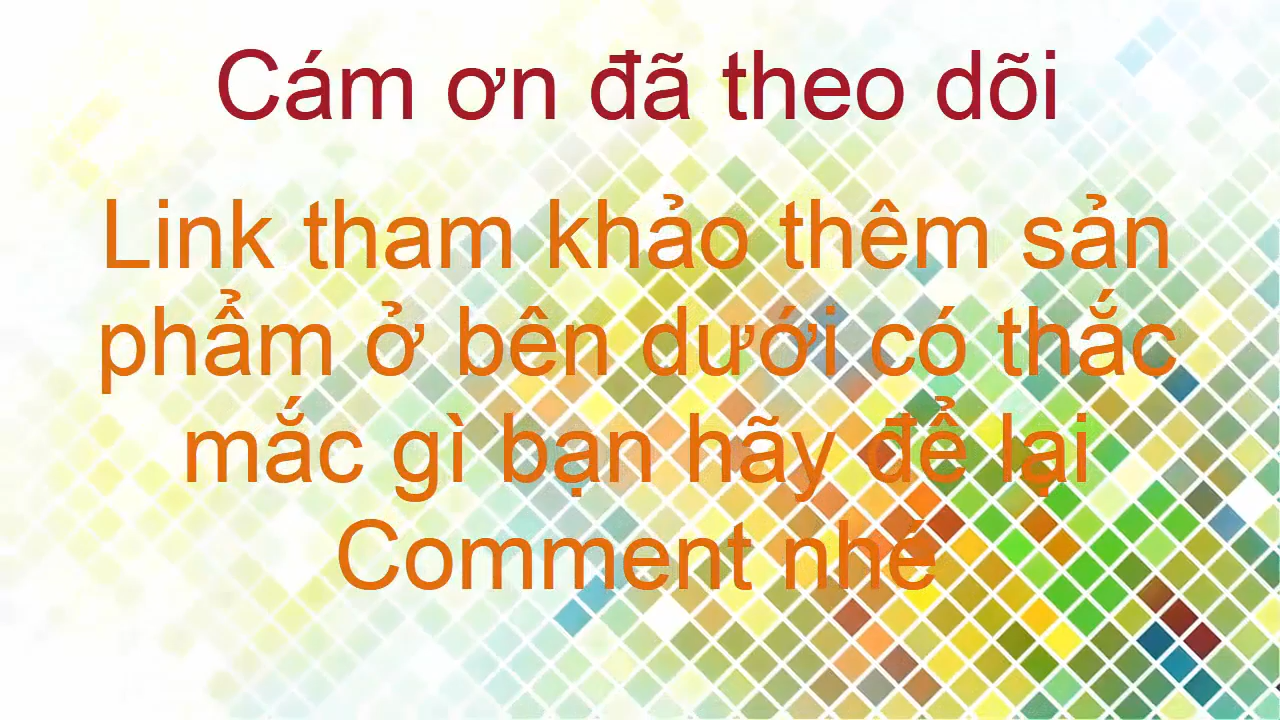 Cám ơn đã theo dõi
Link tham khảo thêm sản
phẩm ở bên dưới có thắc
mắc gì bạn hãy để lại
Comment nhé